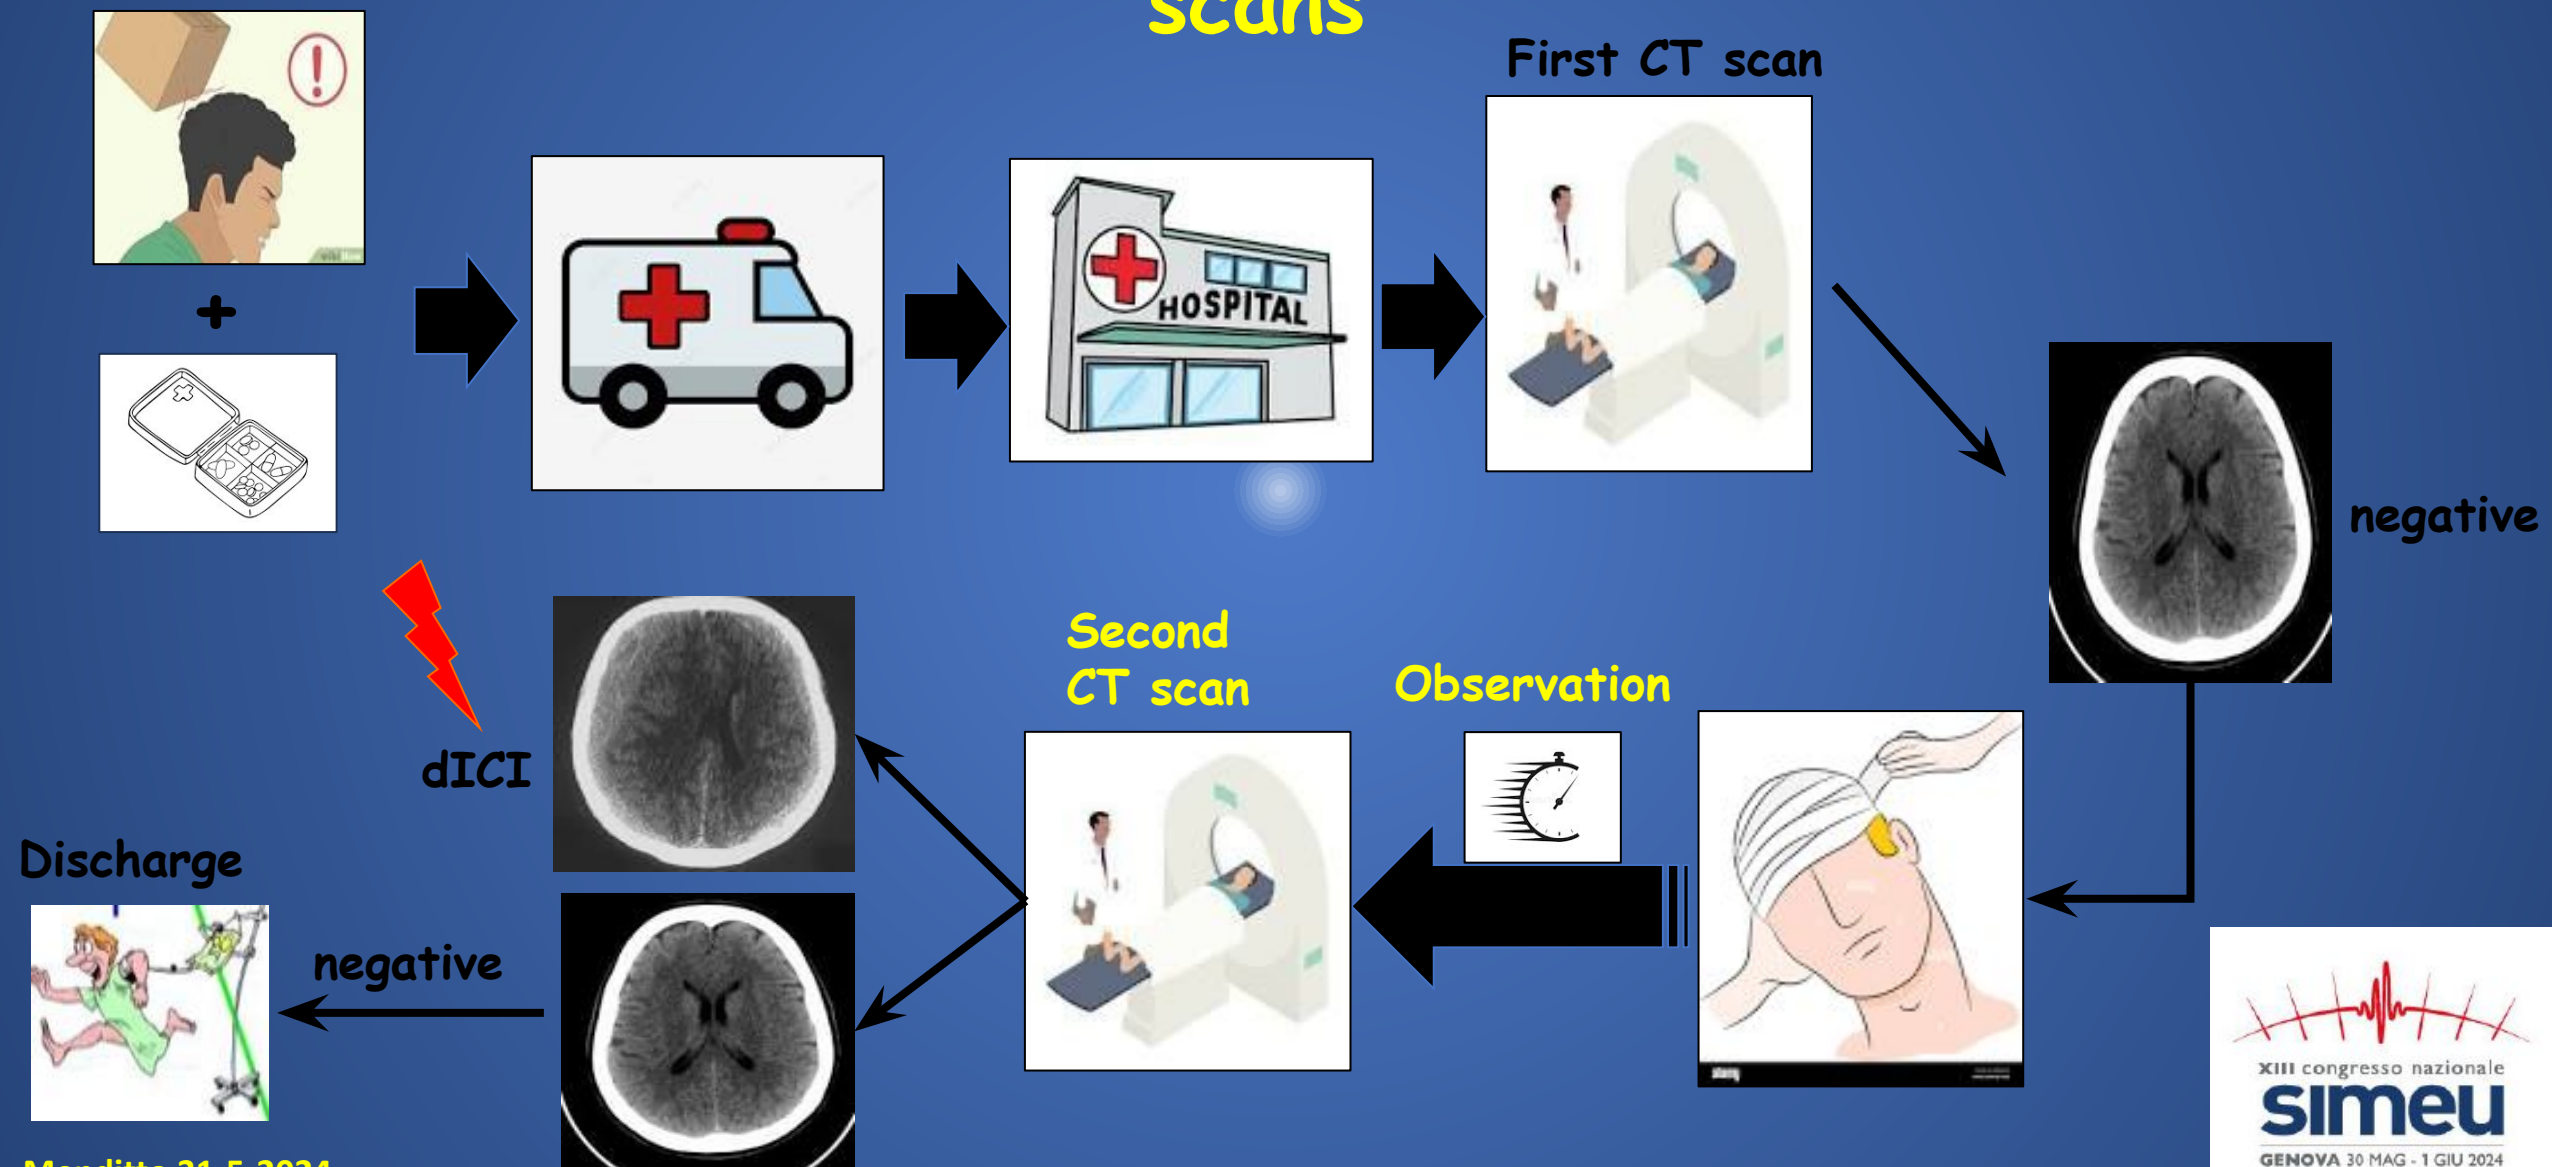 scans
First CT scan
HOSPITAL
+
negative
Second
CT scan
Observation
dICI
Discharge
negative
XIII congresso nazionale
simeu
GENOVA 30 MAG - 1 GIU 2024